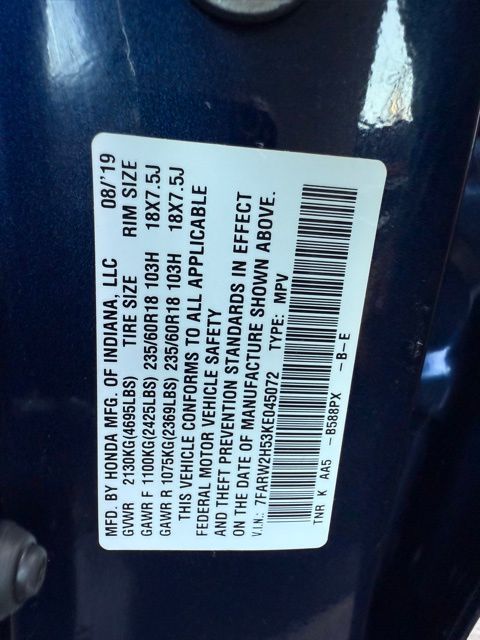 MFD. BY HONDA MFG. OF INDIANA, LLC 08/'19
GVWR 2130KG(4695LBS) TIRE SIZE RIM SIZE
GAWR F 1100KG(2425LBS) 235/60R18 103H 18X7.5J
GAWR R 1075KG(2369LBS) 235/60R18 103H 18X7.5J
THIS VEHICLE CONFORMS TO ALL APPLICABLE
FEDERAL MOTOR VEHICLE SAFETY
AND THEFT PREVENTION STANDARDS IN EFFECT
ON THE DATE OF MANUFACTURE SHOWN ABOVE.
V.I.N.: 7FARW2H53KE045072 TYPE: MPV
TNR K AA5 -B588PX -B-E